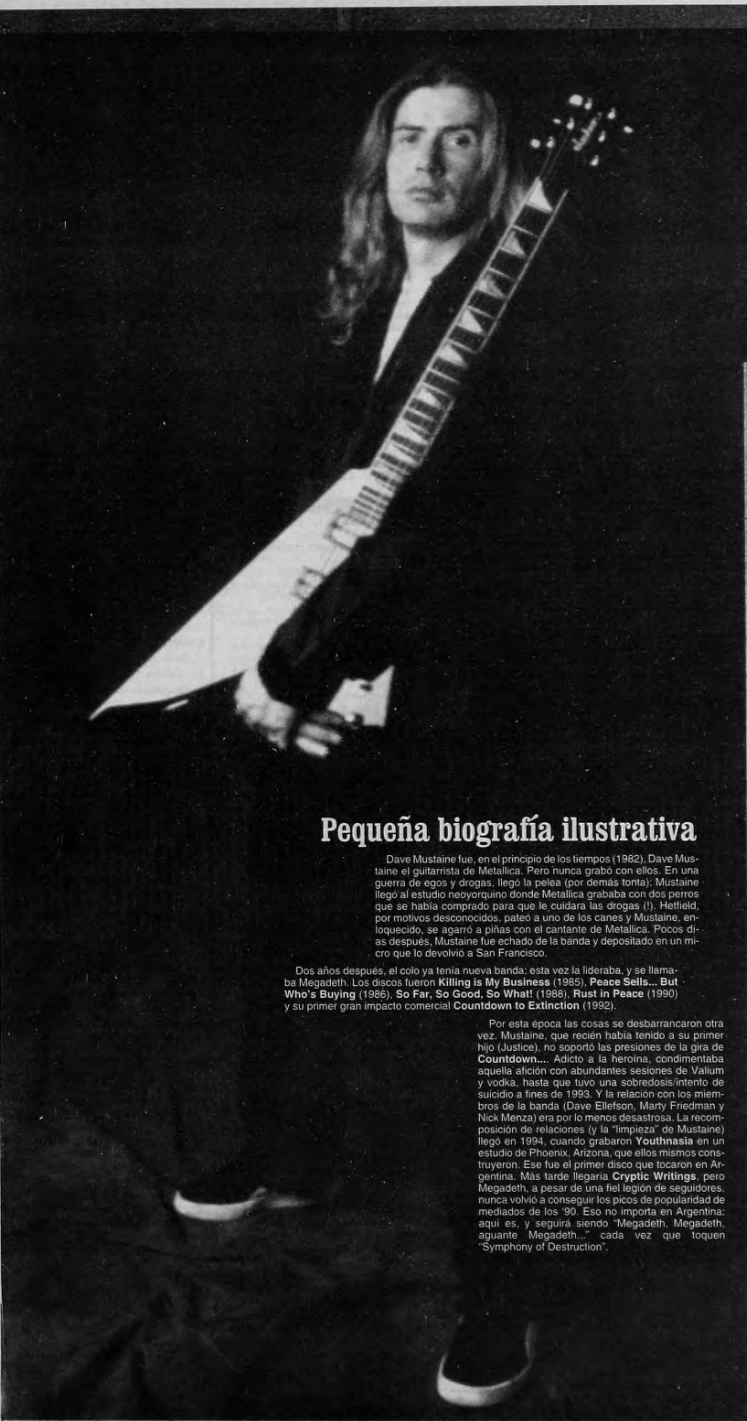 Pequeña biografía ilustrativa
Dave Mustaine fue, en el principio de los tiempos (1982), Dave Mus-
taine el guitarrista de Metallica. Pero nunca grabó con ellos. En una
guerra de egos y drogas, llegó la pelea (por demás tonta): Mustaine
llegó al estudio neoyorquino donde Metallica grababa con dos perros
que se había comprado para que le cuidara las drogas (!). Hetfield,
por motivos desconocidos, pateó a uno de los canes y Mustaine, en-
loquecido, se agarró a piñas con el cantante de Metallica. Pocos dí-
as después, Mustaine fue echado de la banda y depositado en un mi-
cro que lo devolvió a San Francisco.
Dos años después, el colo ya tenía nueva banda: esta vez la lideraba, y se llama-
ba Megadeth. Los discos fueron Killing is My Business (1985), Peace Sells... But
Who's Buying (1986), So Far, So Good, So What! (1988), Rust in Peace (1990)
y su primer gran impacto comercial Countdown to Extinction (1992).
Por esta época las cosas se desbarrancaron otra
vez. Mustaine, que recién había tenido a su primer
hijo (Justice), no soportó las presiones de la gira de
Countdown.... Adicto a la heroína, condimentaba
aquella afición con abundantes sesiones de Valium
y vodka, hasta que tuvo una sobredosis/intento de
suicidio a fines de 1993. Y la relación con los miem-
bros de la banda (Dave Ellefson, Marty Friedman y
Nick Menza) era por lo menos desastrosa. La recom-
posición de relaciones (y la "limpieza" de Mustaine)
llegó en 1994, cuando grabaron Youthnasia en un
estudio de Phoenix, Arizona, que ellos mismos cons-
truyeron. Ese fue el primer disco que tocaron en Ar-
gentina. Más tarde llegaría Cryptic Writings, pero
Megadeth, a pesar de una fiel legión de seguidores,
nunca volvió a conseguir los picos de popularidad de
mediados de los '90. Eso no importa en Argentina:
aquí es, y seguirá siendo "Megadeth, Megadeth,
aguante Megadeth..." cada vez que toquen
"Symphony of Destruction".